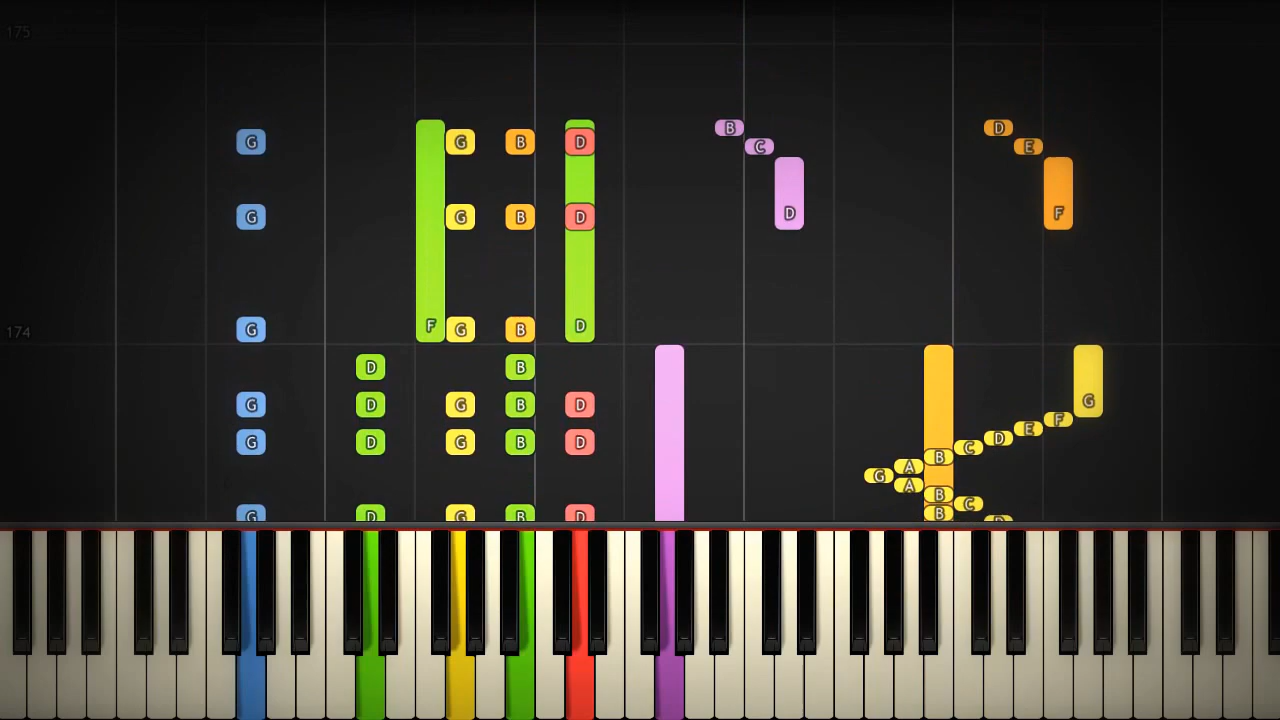 175
B D
G G B D C E
G G B D D F
F D
174 G G B
D B
G D G B D G
F
G D G B D E
D
C
B
A
G
A
B
C
G D G B D B
D